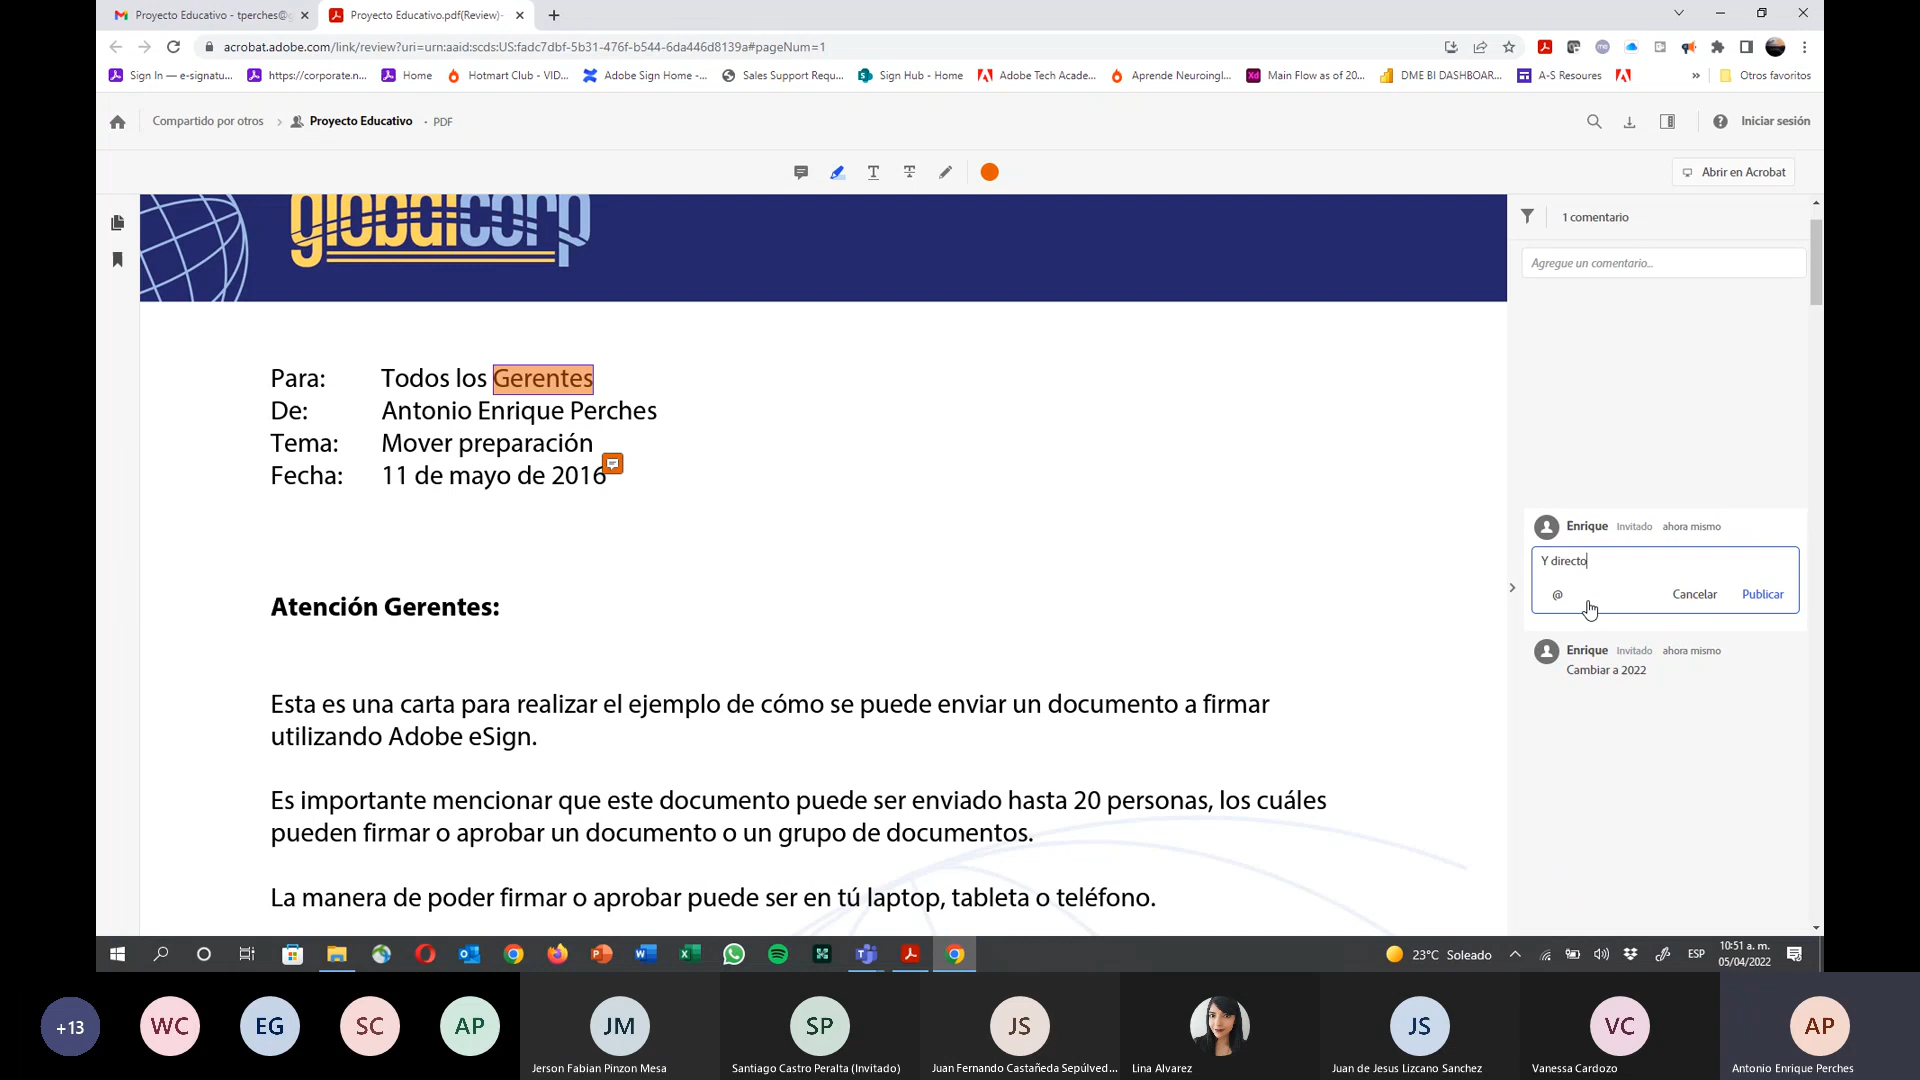 Proyecto Educativo - tperches@
Proyecto Educativo.pdf(Review)-
acrobat.adobe.com/link/review?uri=urn:aaid:scds:US:fadc7dbf-5b31-476f-b544-6da446d8139a#pageNum=1
Sign In — e-signatu...
https://corporate.n...
Home
Hotmart Club - VID...
Adobe Sign Home -...
Sales Support Requ...
Sign Hub - Home
Adobe Tech Acade...
Aprende Neuroingl...
Main Flow as of 20...
DME BI DASHBOAR...
A-S Resoures
»
Otros favoritos
Compartido por otros > Proyecto Educativo - PDF
Iniciar sesión
Abrir en Acrobat
globalcorp
1 comentario
Agregue un comentario...
Para: Todos los Gerentes
De: Antonio Enrique Perches
Tema: Mover preparación
Fecha: 11 de mayo de 2016
Enrique Invitado ahora mismo
Y directo
@ Cancelar Publicar
Enrique Invitado ahora mismo
Cambiar a 2022
Atención Gerentes:
Esta es una carta para realizar el ejemplo de cómo se puede enviar un documento a firmar
utilizando Adobe eSign.
Es importante mencionar que este documento puede ser enviado hasta 20 personas, los cuáles
pueden firmar o aprobar un documento o un grupo de documentos.
La manera de poder firmar o aprobar puede ser en tú laptop, tableta o teléfono.
23°C Soleado
ESP
10:51 a. m.
05/04/2022
+13
WC
EG
SC
AP
JM
SP
JS
JS
VC
AP
Jerson Fabian Pinzon Mesa
Santiago Castro Peralta (Invitado)
Juan Fernando Castañeda Sepúlved...
Lina Alvarez
Juan de Jesus Lizcano Sanchez
Vanessa Cardozo
Antonio Enrique Perches